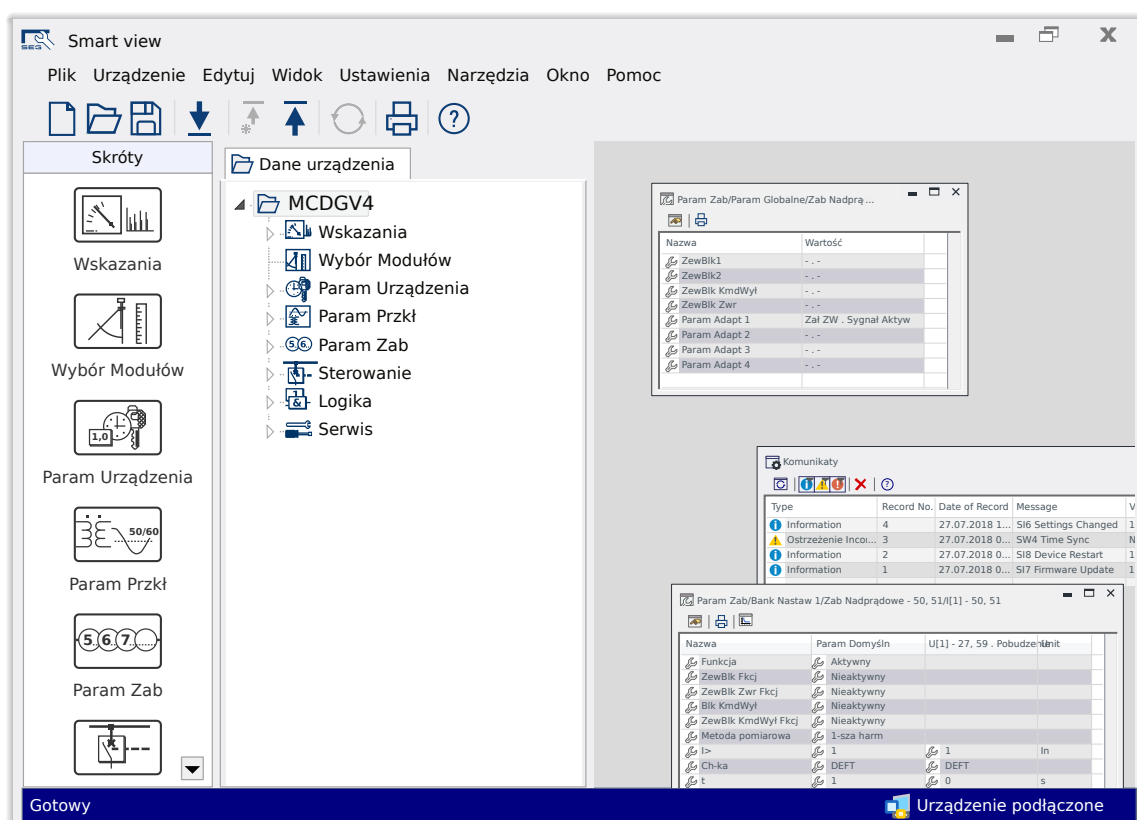 SEG Smart view
Plik Urządzenie Edytuj Widok Ustawienia Narzędzia Okno Pomoc
Skróty
Wskazania
Wybór Modułów
1,0
Param Urządzenia
50/60
Param Przkł
5 6 7
Param Zab
Dane urządzenia
MCDGV4
Wskazania
Wybór Modułów
Param Urządzenia
Param Przkł
56 Param Zab
Sterowanie
1 & Logika
Serwis
Param Zab/Param Globalne/Zab Nadprą ...
Nazwa Wartość
ZewBlk1 - . -
ZewBlk2 - . -
ZewBlk KmdWył - . -
ZewBlk Zwr - . -
Param Adapt 1 Zał ZW . Sygnał Aktyw
Param Adapt 2 - . -
Param Adapt 3 - . -
Param Adapt 4 - . -
Komunikaty
Type Record No. Date of Record Message V
Information 4 27.07.2018 1... SI6 Settings Changed 1
Ostrzeżenie Incor... 3 27.07.2018 0... SW4 Time Sync N
Information 2 27.07.2018 0... SI8 Device Restart 1
Information 1 27.07.2018 0... SI7 Firmware Update 1
Param Zab/Bank Nastaw 1/Zab Nadprądowe - 50, 51/I[1] - 50, 51
Nazwa Param Domyśln U[1] - 27, 59 . Pobudzenie Unit
Funkcja Aktywny
ZewBlk Fkcj Nieaktywny
ZewBlk Zwr Fkcj Nieaktywny
Blk KmdWył Nieaktywny
ZewBlk KmdWył Fkcj Nieaktywny
Metoda pomiarowa 1-sza harm
I> 1 1 In
Ch-ka DEFT DEFT
t 1 0 s
Gotowy Urządzenie podłączone